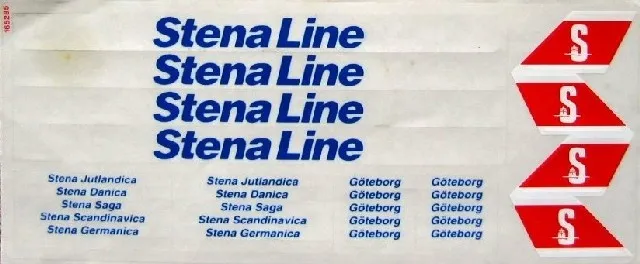 165285
Stena Line
Stena Line
Stena Line
Stena Line
Stena Jutlandica Stena Jutlandica Göteborg Göteborg
Stena Danica Stena Danica Göteborg Göteborg
Stena Saga Stena Saga Göteborg Göteborg
Stena Scandinavica Stena Scandinavica Göteborg Göteborg
Stena Germanica Stena Germanica Göteborg Göteborg
S
S
S
S